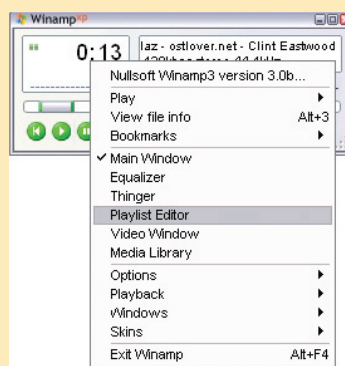 Winamp xp
0:13
laz - ostlover.net - Clint Eastwood
Nullsoft Winamp3 version 3.0b...
Play
View file info Alt+3
Bookmarks
✓ Main Window
Equalizer
Thinger
Playlist Editor
Video Window
Media Library
Options
Playback
Windows
Skins
Exit Winamp Alt+F4